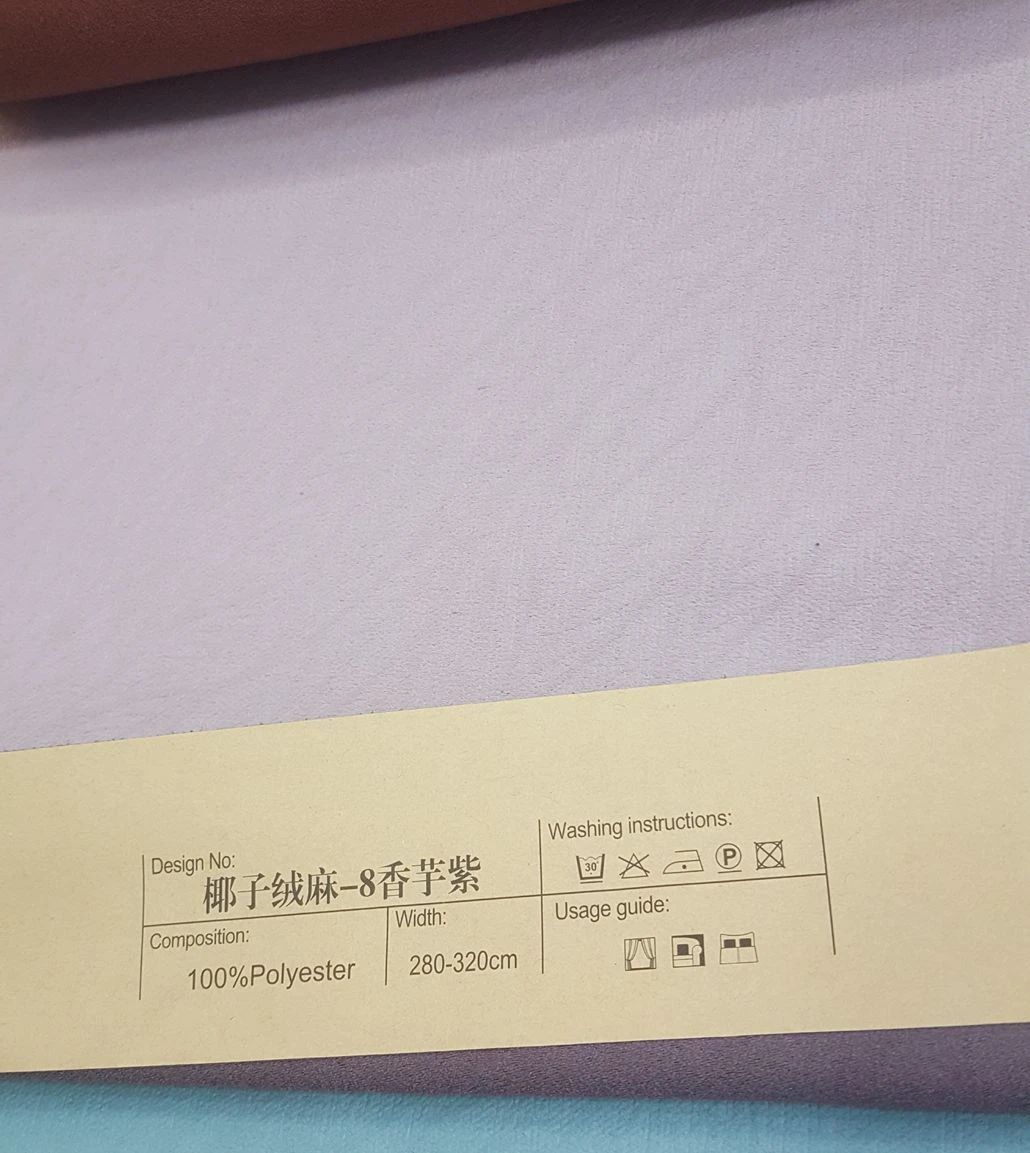 Design No:
椰子绒麻-8香芋紫
Composition:
100%Polyester
Width:
280-320cm
Washing instructions:
30°
P
Usage guide: